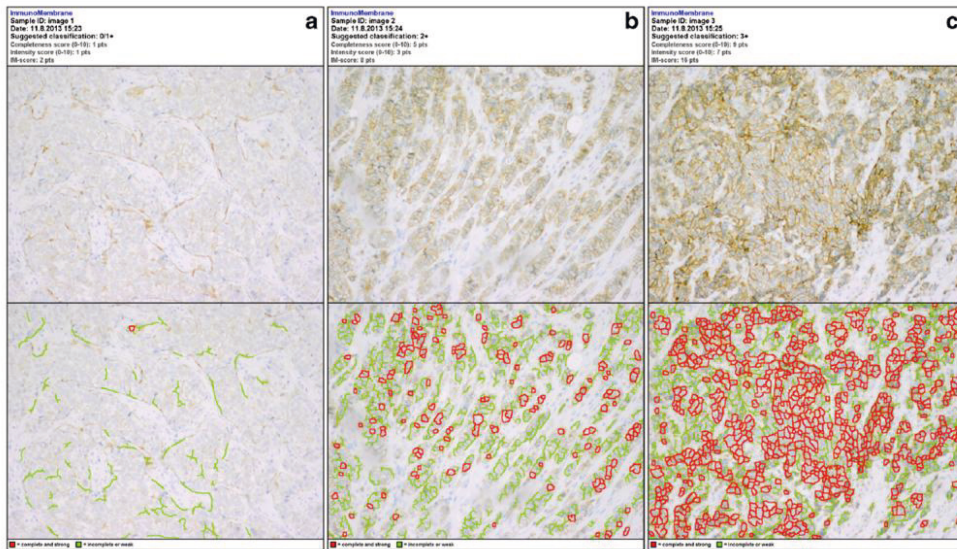 a
ImmunoMembrane
Sample ID: image 1
Date: 11.8.2013 15:23
Suggested classification: 0/1+
Completeness score (0-10): 1 pts
Intensity score (0-10): 1 pts
IM-score: 2 pts
= complete and strong = incomplete or weak
b
ImmunoMembrane
Sample ID: image 2
Date: 11.8.2013 15:24
Suggested classification: 2+
Completeness score (0-10): 5 pts
Intensity score (0-10): 3 pts
IM-score: 8 pts
= complete and strong = incomplete or weak
c
ImmunoMembrane
Sample ID: image 3
Date: 11.8.2013 15:25
Suggested classification: 3+
Completeness score (0-10): 9 pts
Intensity score (0-10): 7 pts
IM-score: 16 pts
= complete and strong = incomplete or weak